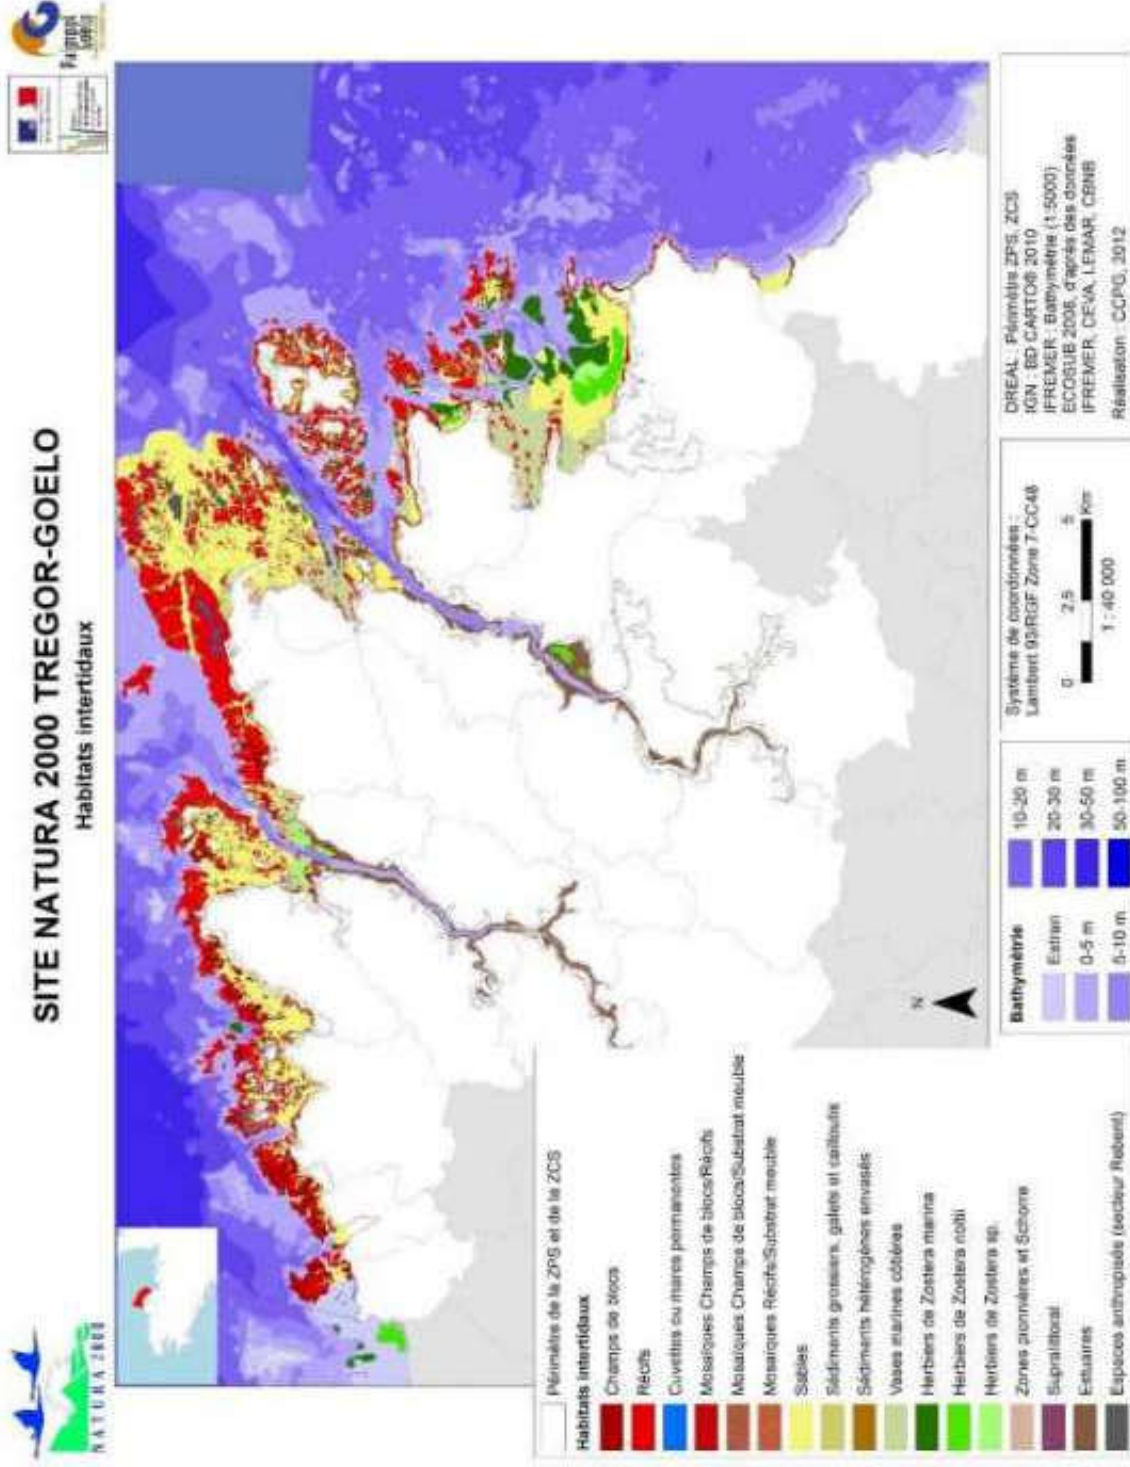 SITE NATURA 2000 TREGOR-GOELO
Habitats intertidaux
NATURA 2000
Périmètre de la ZPS et de la ZCS
Habitats intertidaux
Champs de blocs
Récifs
Cuvettes ou mares permanentes
Mosaïques Champs de blocs/Récifs
Mosaïques Champs de blocs/Substrat meuble
Mosaïques Récifs/Substrat meuble
Sables
Sédiments grossiers, galets et cailloutis
Sédiments hétérogènes envasés
Vases marines côtières
Herbiers de Zostera marina
Herbiers de Zostera noltii
Herbiers de Zostera sp.
Zones pionnières et Schorre
Supralittoral
Estuaires
Espaces anthropisés (secteur Rebent)
N
Bathymétrie
Estran
0-5 m
5-10 m
10-20 m
20-30 m
30-50 m
50-100 m
Système de coordonnées :
Lambert 93/RGF Zone 7-CC48
0 2,5 5
Km
1 : 40 000
DREAL : Périmètre ZPS, ZCS
IGN : BD CARTO® 2010
IFREMER : Bathymétrie (1:5000)
ECOSUB 2008, d'après des données
IFREMER, CEVA, LEMAR, CBNB
Réalisation : CCPG, 2012